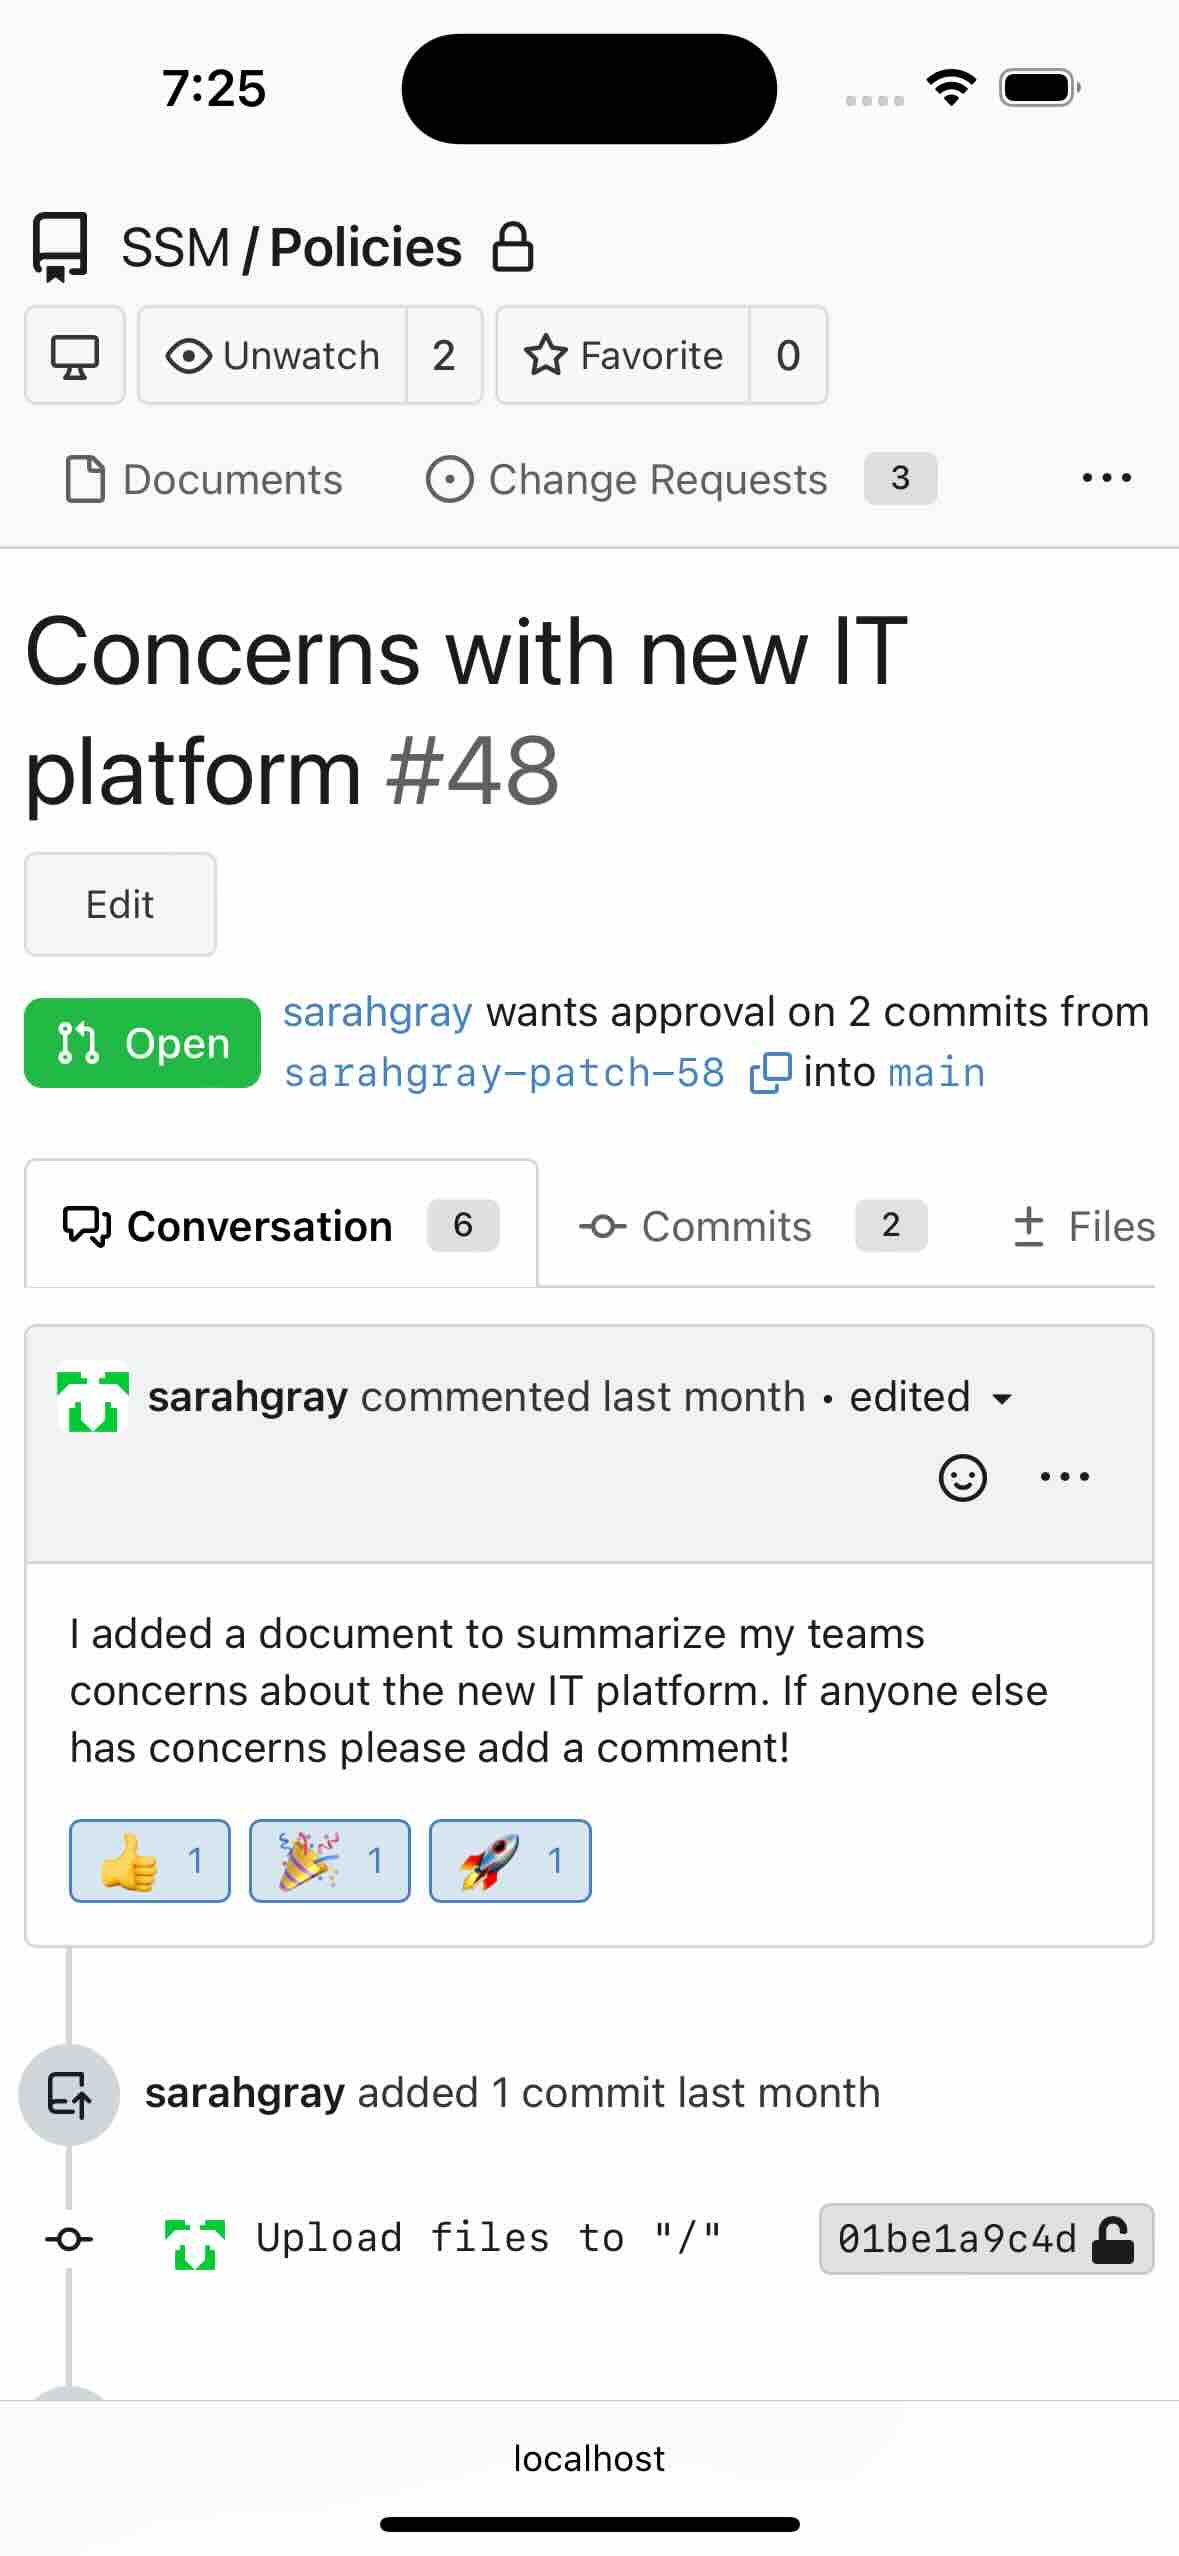 7:25
SSM / Policies
Unwatch 2 Favorite 0
Documents Change Requests 3
Concerns with new IT
platform #48
Edit
Open
sarahgray wants approval on 2 commits from
sarahgray-patch-58 into main
Conversation 6 Commits 2 Files
sarahgray commented last month • edited
I added a document to summarize my teams
concerns about the new IT platform. If anyone else
has concerns please add a comment!
1 1 1
sarahgray added 1 commit last month
Upload files to "/" 01be1a9c4d
localhost